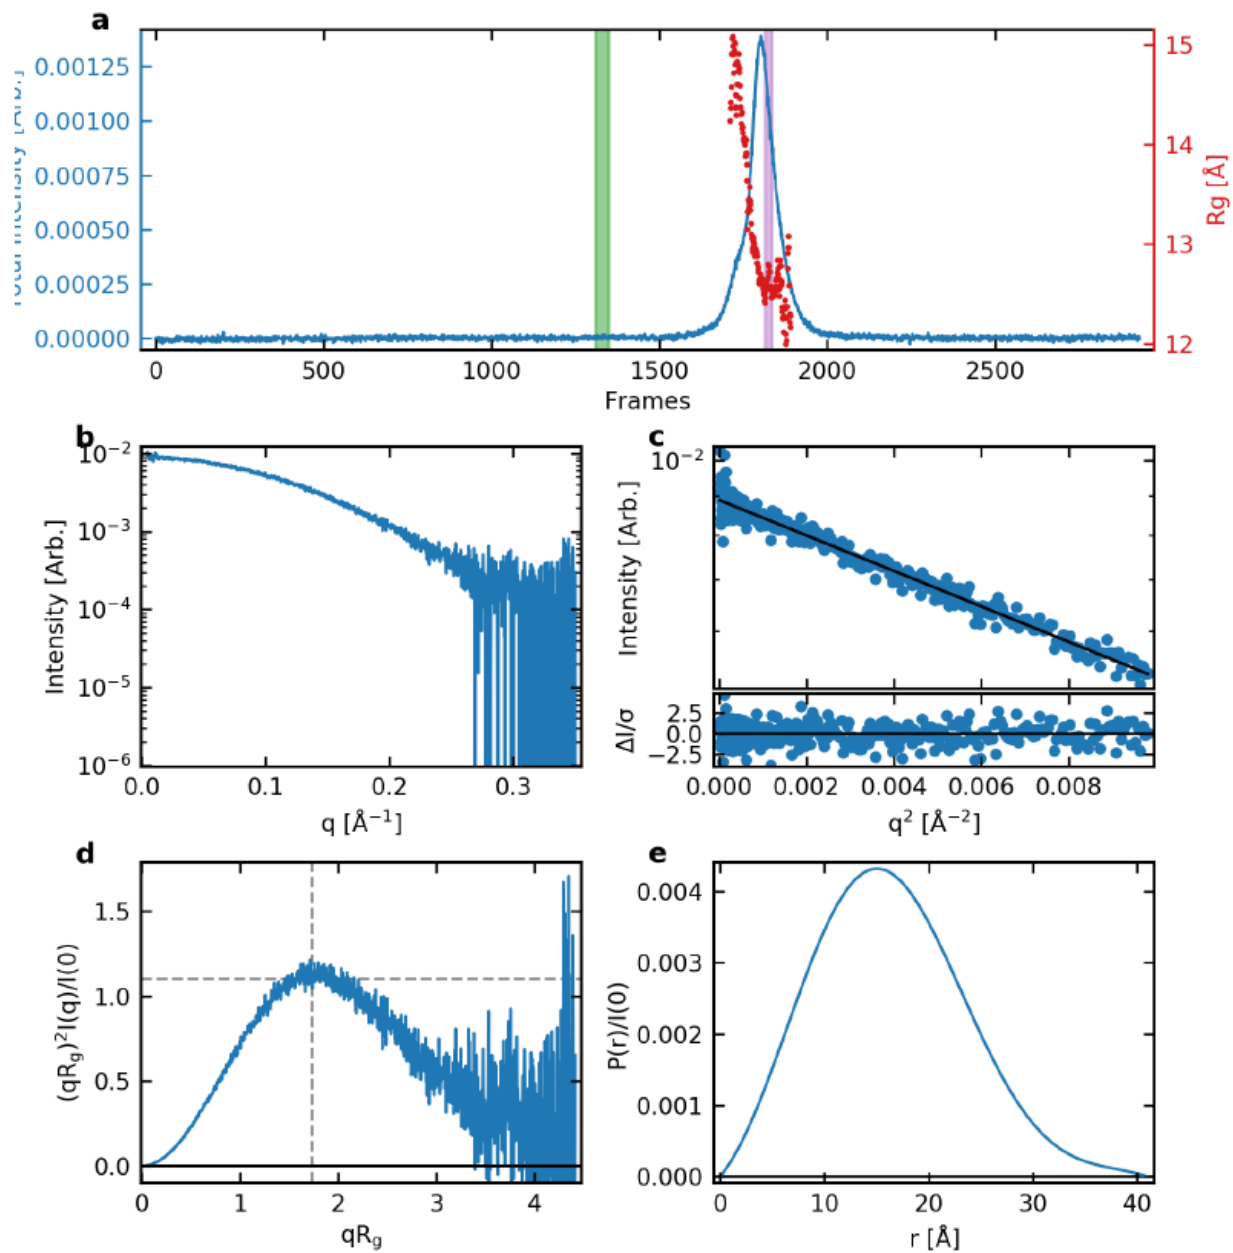 a
Total Intensity [Arb.]
0.00125
0.00100
0.00075
0.00050
0.00025
0.00000
15
14
13
12
Rg [Å]
0 500 1000 1500 2000 2500
Frames
b
Intensity [Arb.]
10⁻²
10⁻³
10⁻⁴
10⁻⁵
10⁻⁶
0.0 0.1 0.2 0.3
q [Å⁻¹]
c
Intensity [Arb.]
10⁻²
ΔI/σ
2.5
0.0
−2.5
0.000 0.002 0.004 0.006 0.008
q² [Å⁻²]
d
(qRg)²I(q)/I(0)
1.5
1.0
0.5
0.0
0 1 2 3 4
qRg
e
P(r)/I(0)
0.004
0.003
0.002
0.001
0.000
0 10 20 30 40
r [Å]